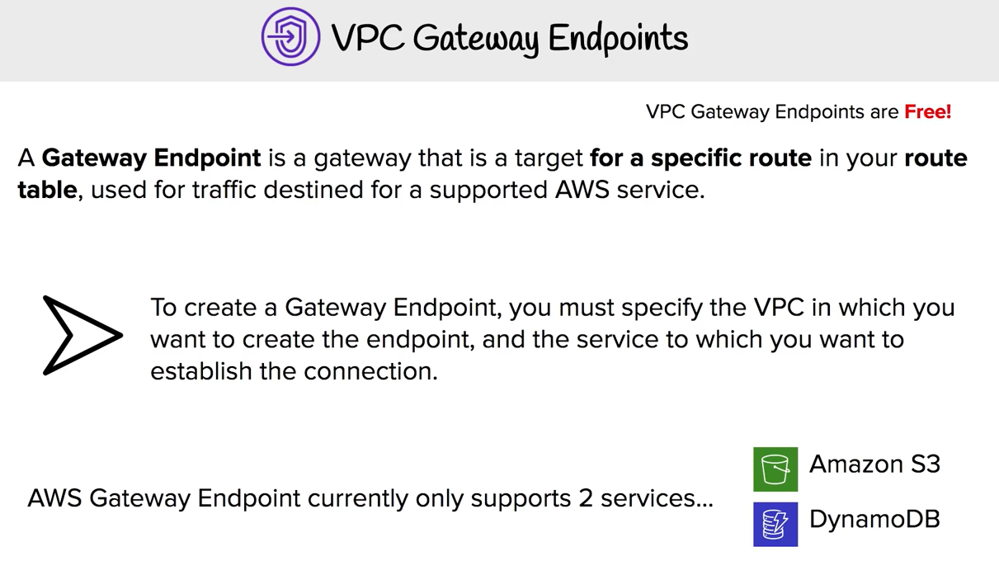 VPC Gateway Endpoints
VPC Gateway Endpoints are Free!
A Gateway Endpoint is a gateway that is a target for a specific route in your route
table, used for traffic destined for a supported AWS service.
To create a Gateway Endpoint, you must specify the VPC in which you
want to create the endpoint, and the service to which you want to
establish the connection.
AWS Gateway Endpoint currently only supports 2 services...
Amazon S3
DynamoDB